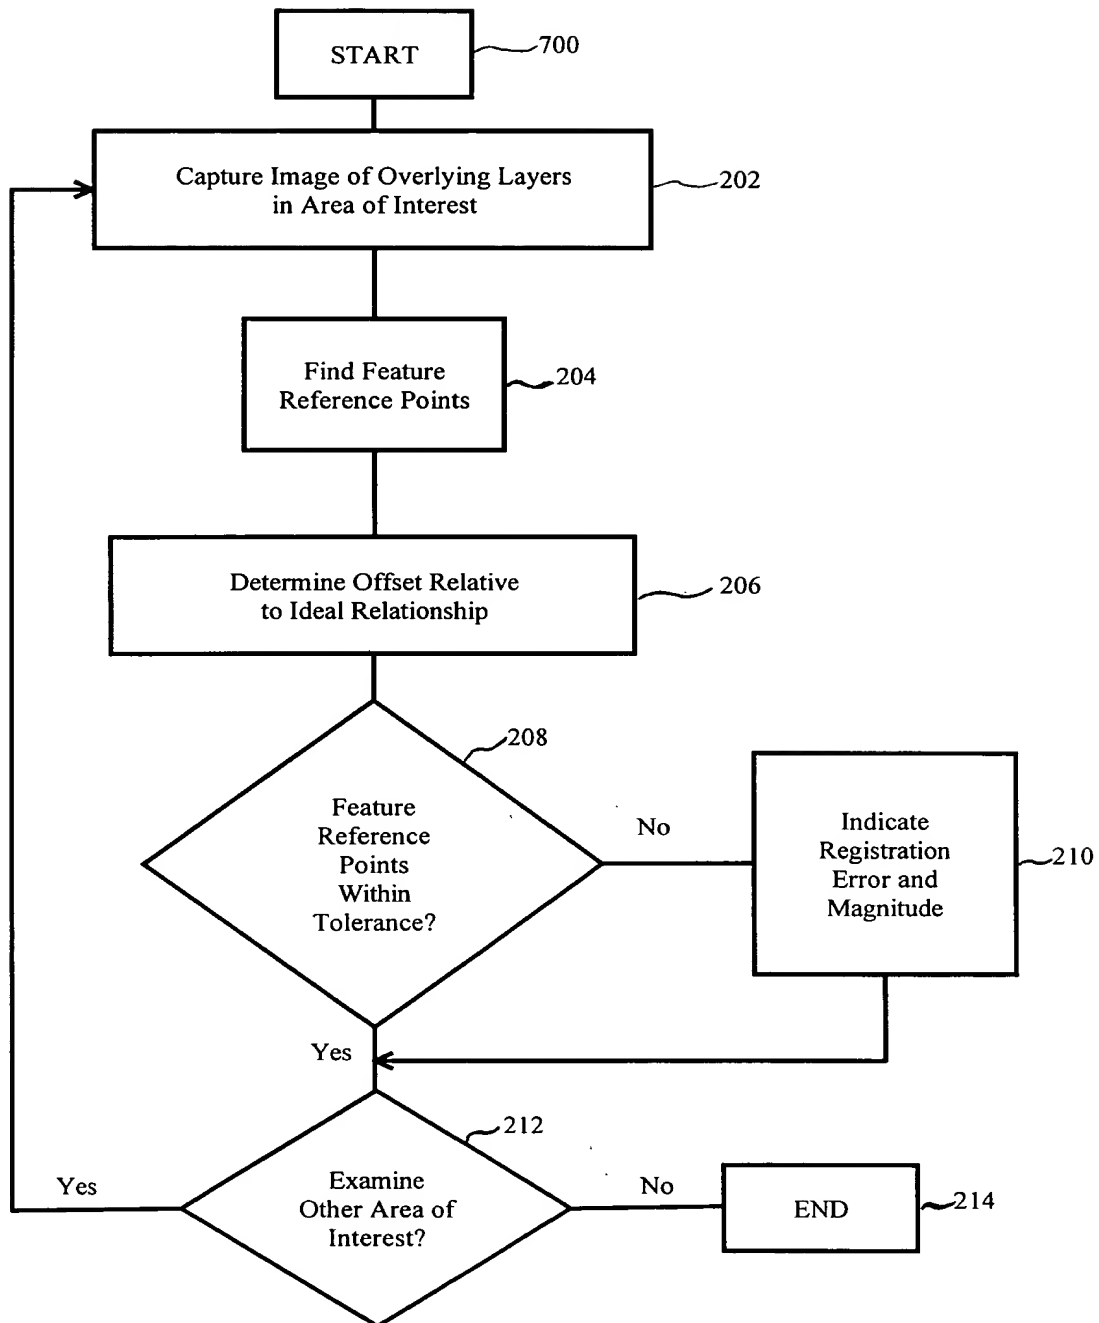 START
700
Capture Image of Overlying Layers
in Area of Interest
202
Find Feature
Reference Points
204
Determine Offset Relative
to Ideal Relationship
206
208
Feature
Reference
Points
Within
Tolerance?
No
Indicate
Registration
Error and
Magnitude
210
Yes
212
Examine
Other Area of
Interest?
Yes
No
END
214